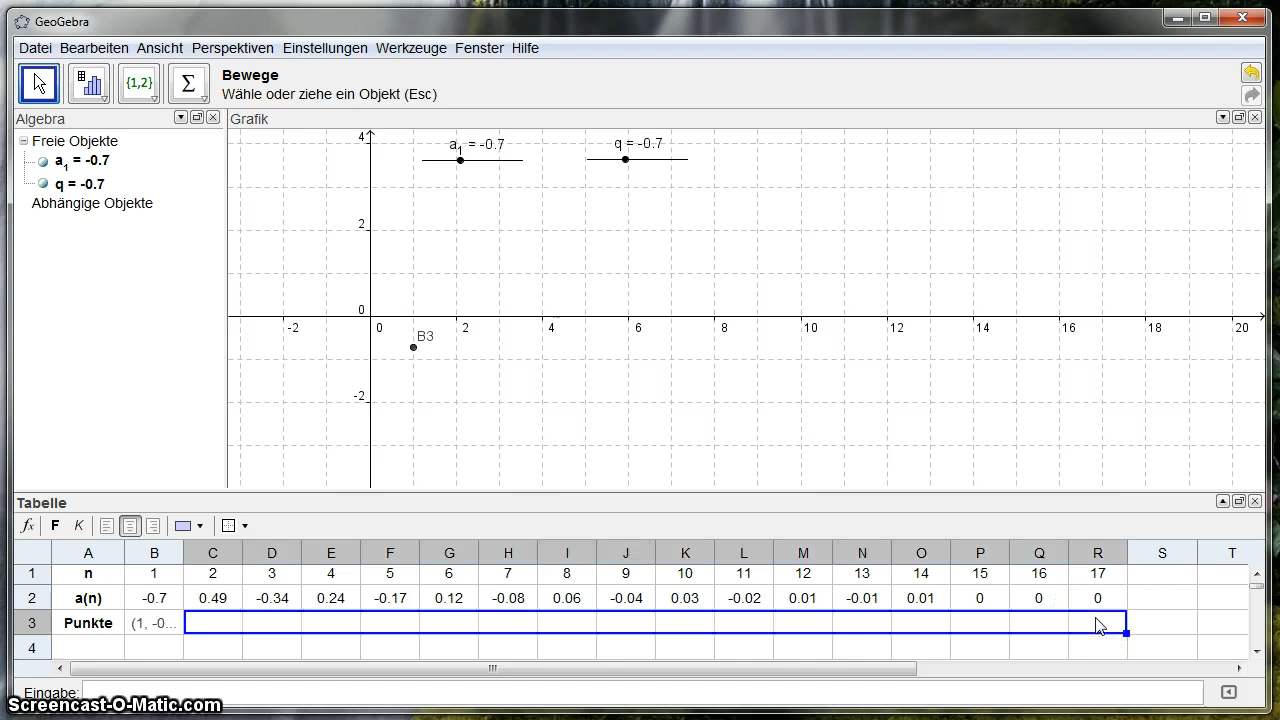 GeoGebra
Datei Bearbeiten Ansicht Perspektiven Einstellungen Werkzeuge Fenster Hilfe
{1,2} Σ
Bewege
Wähle oder ziehe ein Objekt (Esc)
Algebra
Grafik
Freie Objekte
a1 = -0.7
q = -0.7
Abhängige Objekte
a1 = -0.7
q = -0.7
4
2
0
-2
-2 0 2 4 6 8 10 12 14 16 18 20
B3
Tabelle
fx F K
A B C D E F G H I J K L M N O P Q R S T
1 n 1 2 3 4 5 6 7 8 9 10 11 12 13 14 15 16 17
2 a(n) -0.7 0.49 -0.34 0.24 -0.17 0.12 -0.08 0.06 -0.04 0.03 -0.02 0.01 -0.01 0.01 0 0 0
3 Punkte (1, -0...
4
Eingabe:
Screencast-O-Matic.com